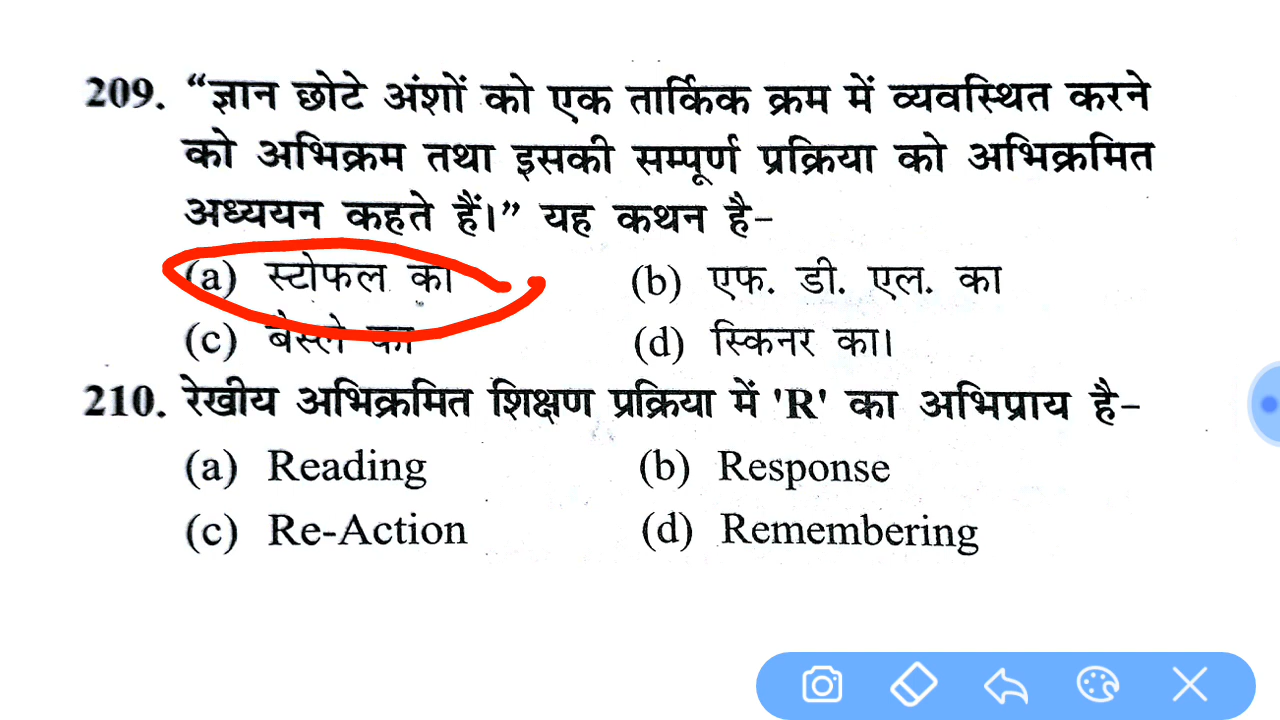 209. “ज्ञान छोटे अंशों को एक तार्किक क्रम में व्यवस्थित करने
को अभिक्रम तथा इसकी सम्पूर्ण प्रक्रिया को अभिक्रमित
अध्ययन कहते हैं।” यह कथन है-
(a) स्टोफल का (b) एफ. डी. एल. का
(c) बेस्ले का (d) स्किनर का।
210. रेखीय अभिक्रमित शिक्षण प्रक्रिया में 'R' का अभिप्राय है-
(a) Reading (b) Response
(c) Re-Action (d) Remembering